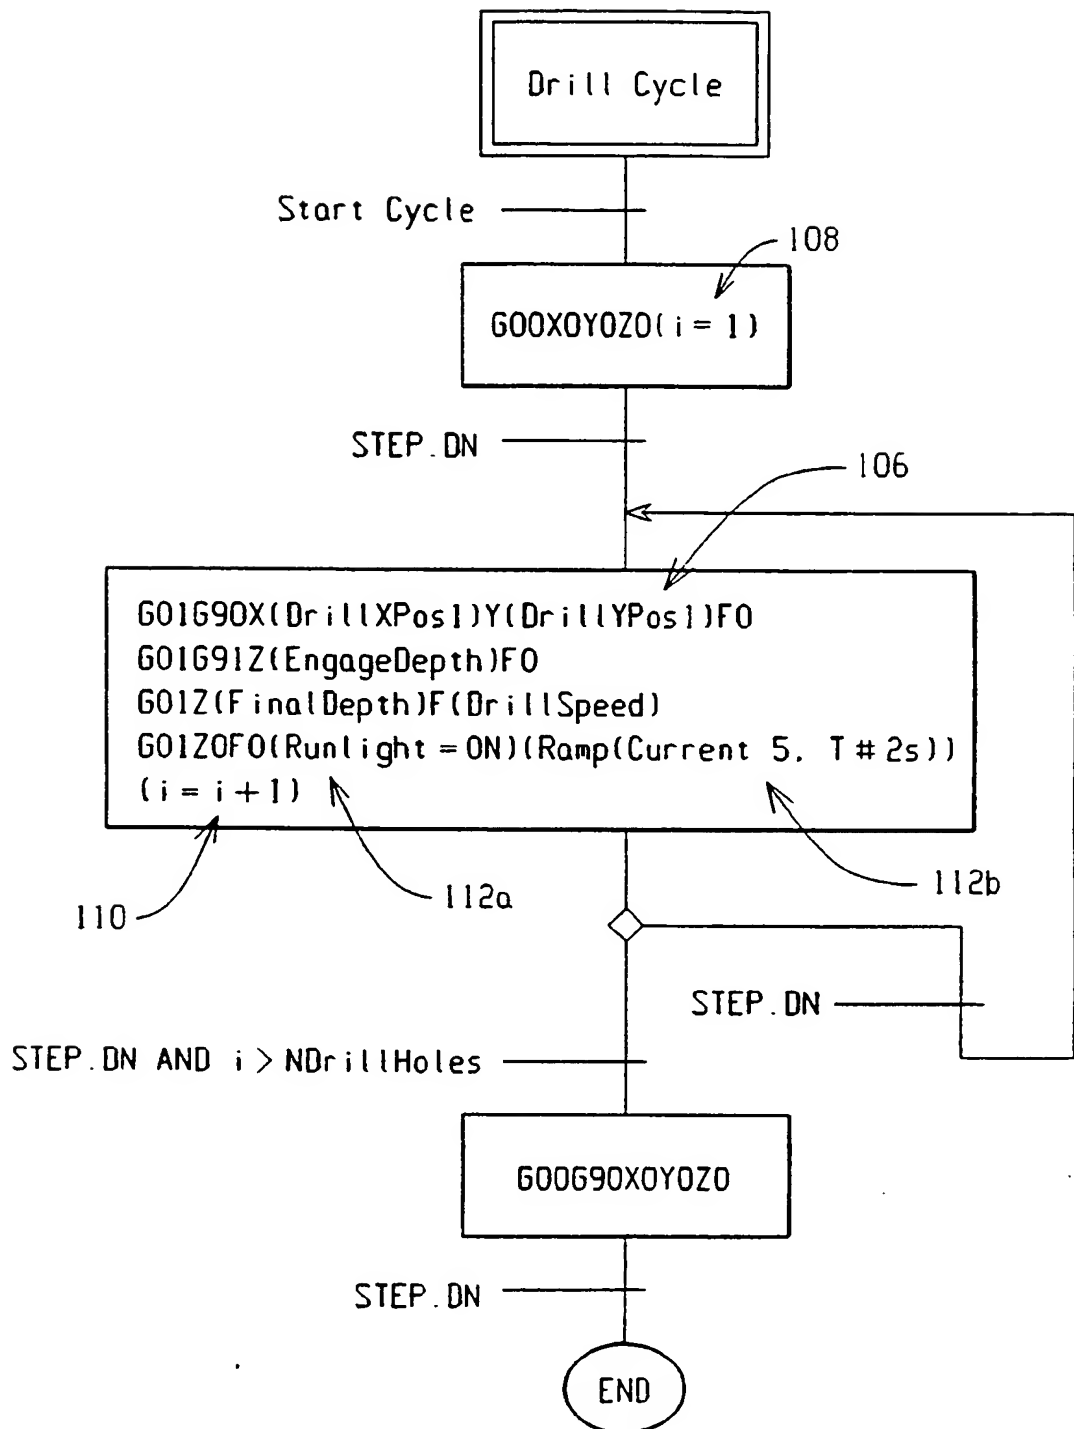 Drill Cycle
Start Cycle
108
G00X0Y0Z0(i = 1)
STEP.DN
106
G01G90X(DrillXPos1)Y(DrillYPos1)F0
G01G91Z(EngageDepth)F0
G01Z(FinalDepth)F(DrillSpeed)
G01Z0F0(Runlight = ON)(Ramp(Current 5. T # 2s))
(i = i + 1)
110
112a
112b
STEP.DN
STEP.DN AND i > NDrillHoles
G00G90X0Y0Z0
STEP.DN
END